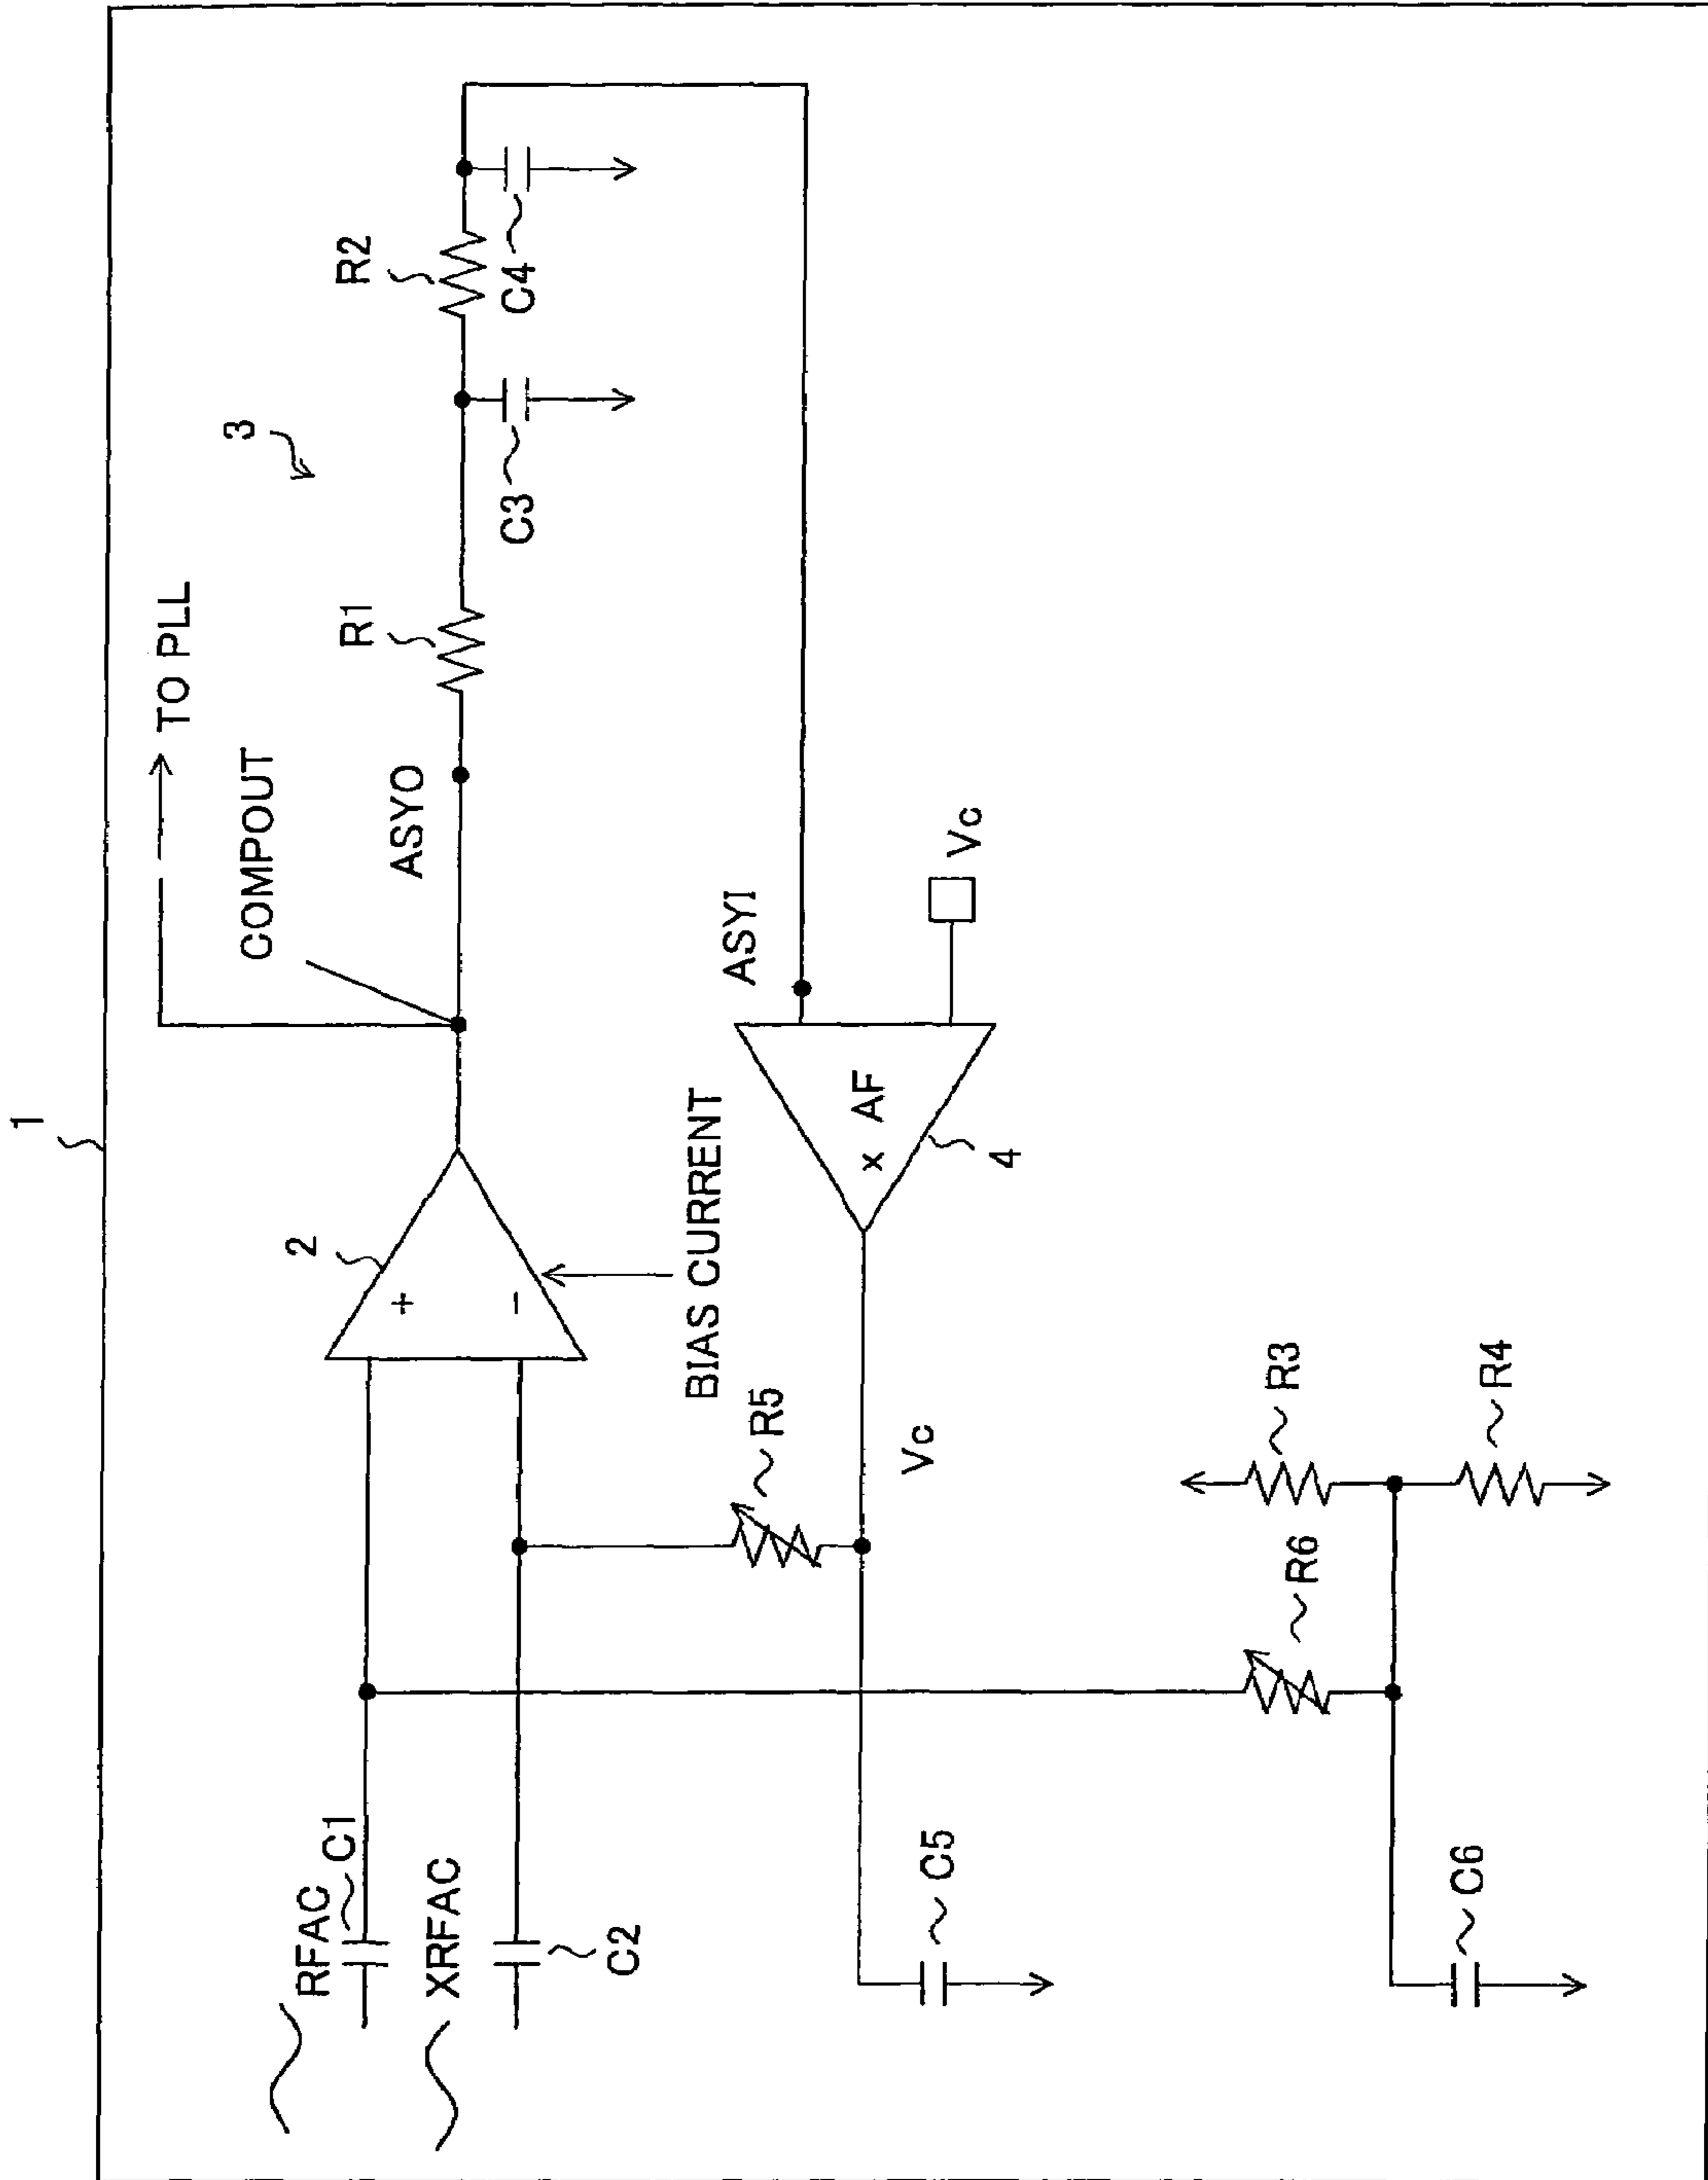 1
TO PLL
3
COMPOUT
2
RFAC
C1
ASYO
R1
R2
+
XRFAC
-
C3
C4
C2
BIAS CURRENT
ASYI
R5
x AF
Vc
C5
Vc
4
R6
R3
C6
R4